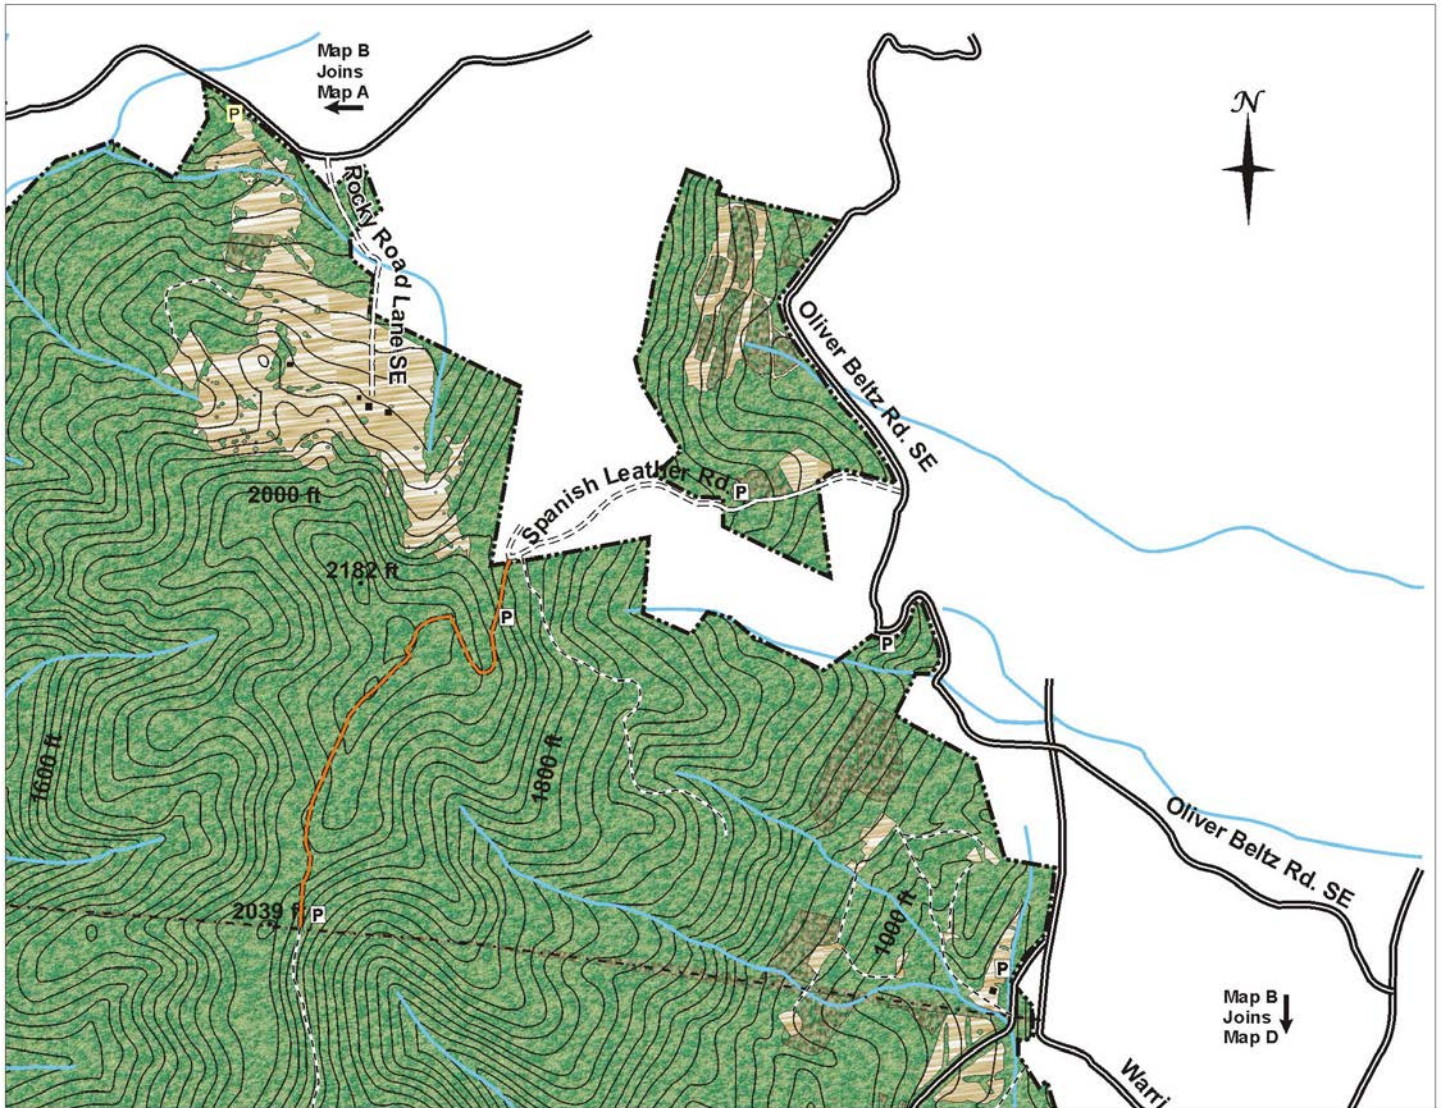 Map B
Joins
Map A
N
P
Rocky Road Lane SE
Oliver Beltz Rd. SE
Spanish Leather Rd
P
2000 ft
2182 ft
P
P
1600 ft
1800 ft
Oliver Beltz Rd. SE
2039 f
P
1000 ft
P
Map B
Joins
Map D
Warri